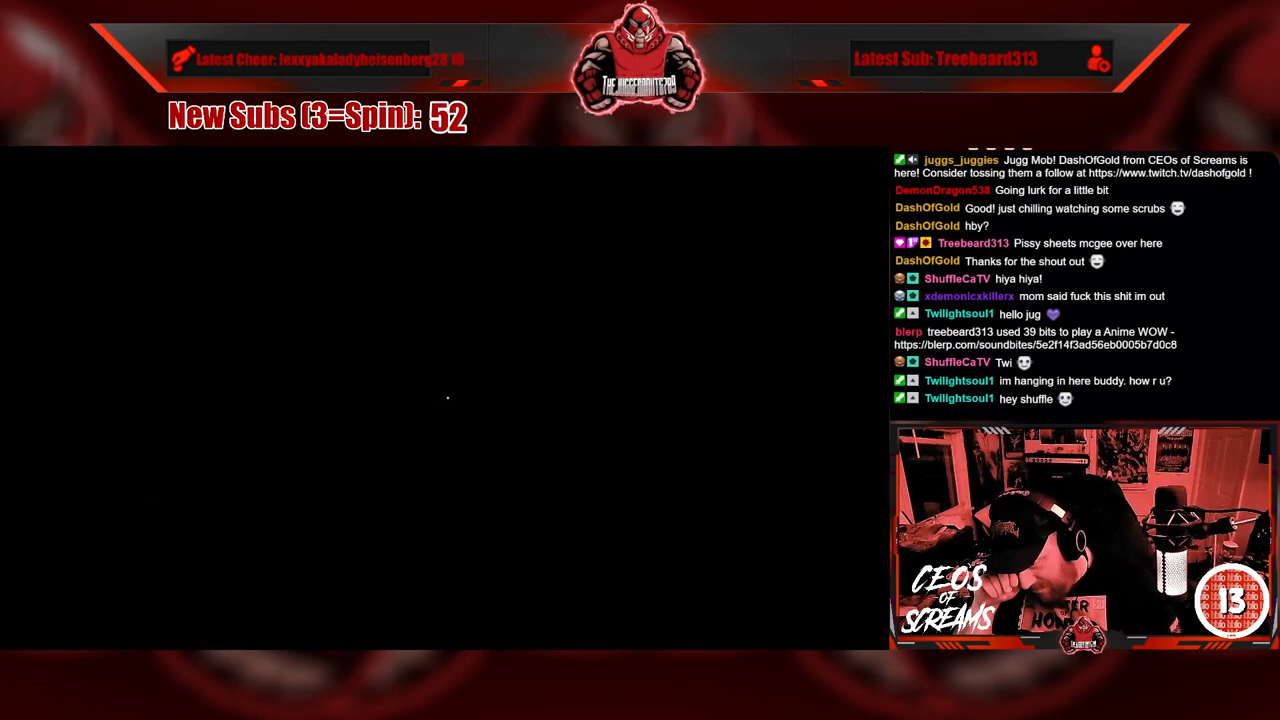 Latest Cheer: lexxyakaladyheisenberg28 10
THEJUGGERNAUT6789
Latest Sub: Treebeard313
New Subs (3=Spin): 52
juggs_juggies Jugg Mob! DashOfGold from CEOs of Screams is
here! Consider tossing them a follow at https://www.twitch.tv/dashofgold !
DemonDragon538 Going lurk for a little bit
DashOfGold Good! just chilling watching some scrubs
DashOfGold hby?
Treebeard313 Pissy sheets mcgee over here
DashOfGold Thanks for the shout out
ShuffleCaTV hiya hiya!
xdemonicxkillerx mom said fuck this shit im out
Twilightsoul1 hello jug
blerp treebeard313 used 39 bits to play a Anime WOW -
https://blerp.com/soundbites/5e2f14f3ad56eb0005b7d0c8
ShuffleCaTV Twi
Twilightsoul1 im hanging in here buddy. how r u?
Twilightsoul1 hey shuffle
CEOS
OF
SCREAMS
13